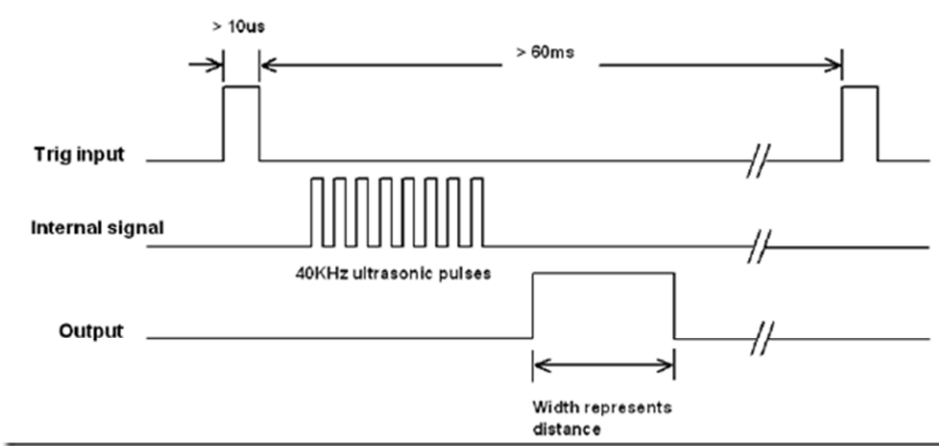 > 10us
> 60ms
Trig input
Internal signal
40KHz ultrasonic pulses
Output
Width represents
distance